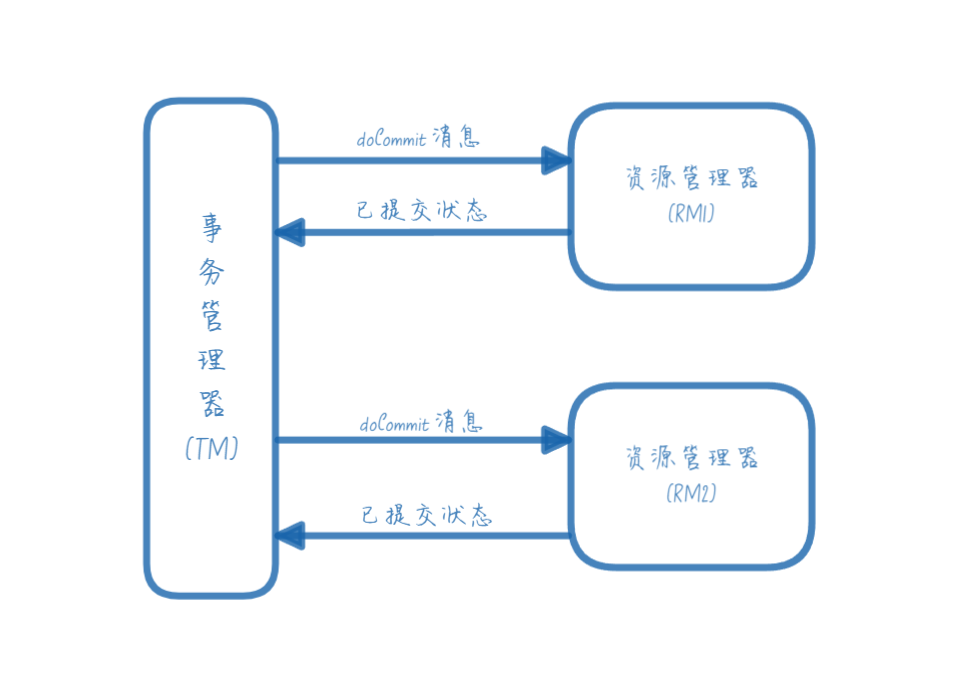 事
务
管
理
器
(TM)
doCommit 消息
已提交状态
资源管理器
(RM1)
doCommit 消息
已提交状态
资源管理器
(RM2)